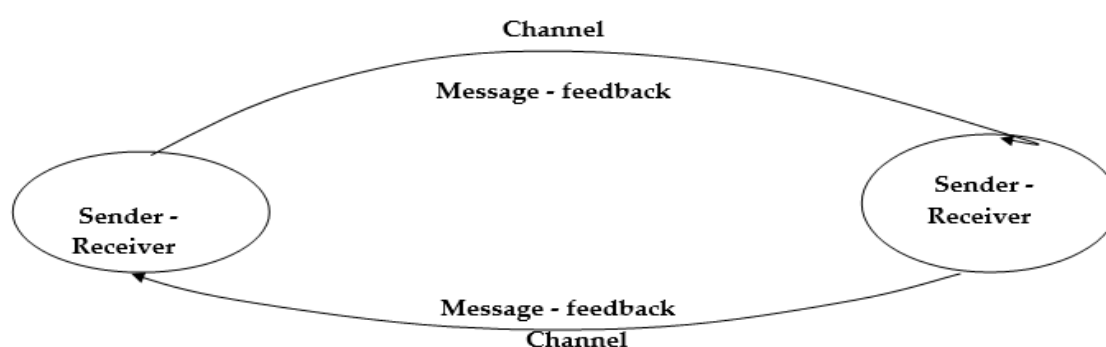 Channel
Message - feedback
Sender -
Receiver
Sender -
Receiver
Message - feedback
Channel